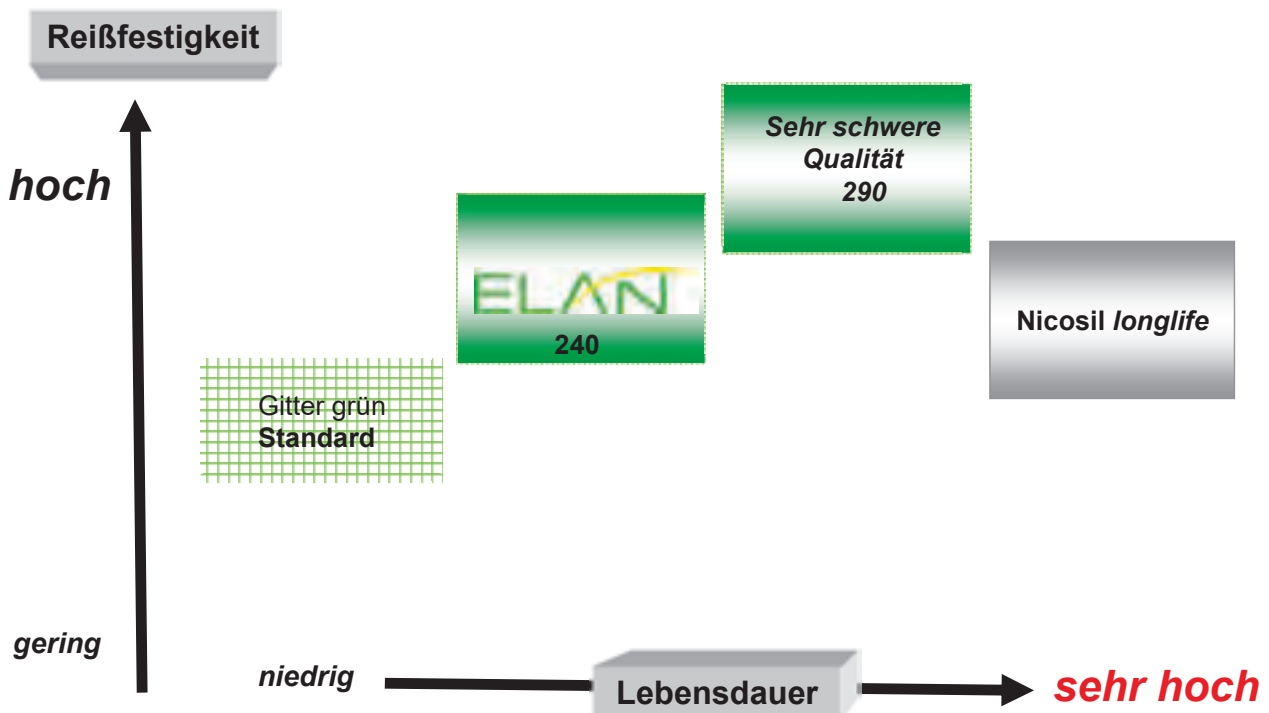 Reißfestigkeit
hoch
Sehr schwere
Qualität
290
ELAN
240
Nicosil longlife
Gitter grün
Standard
gering
niedrig
Lebensdauer
sehr hoch